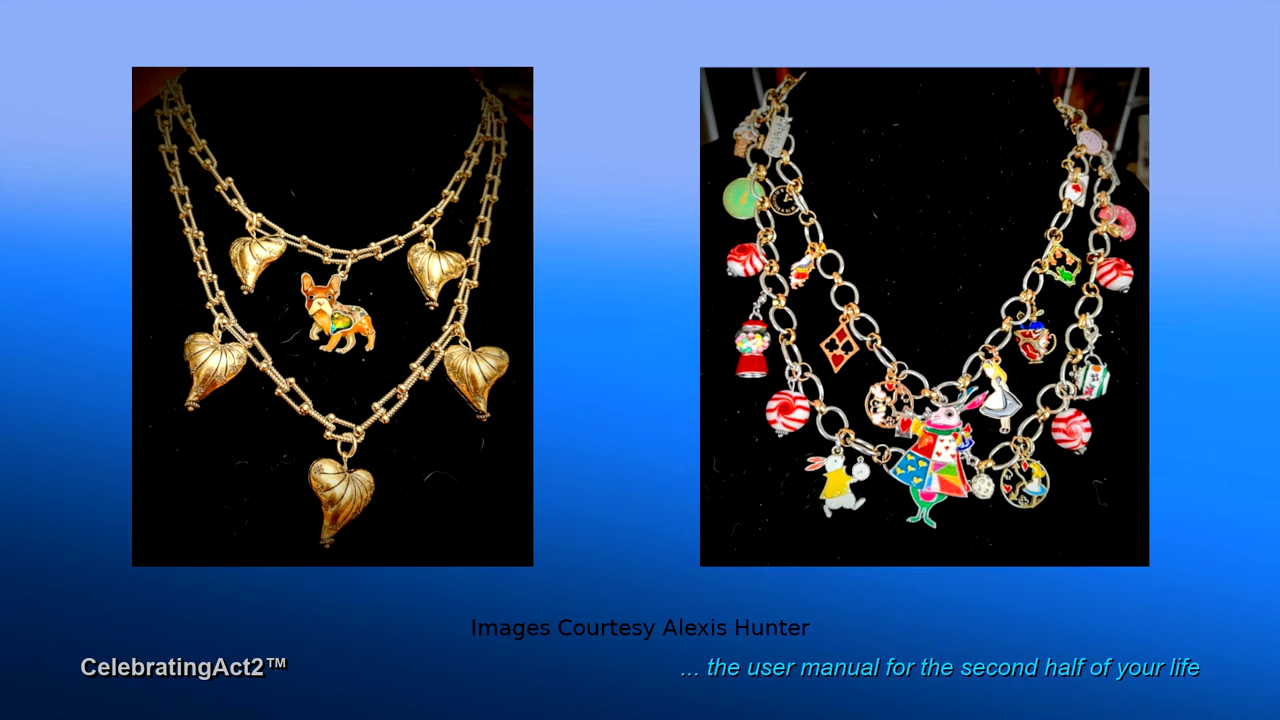 Images Courtesy Alexis Hunter
CelebratingAct2™
... the user manual for the second half of your life